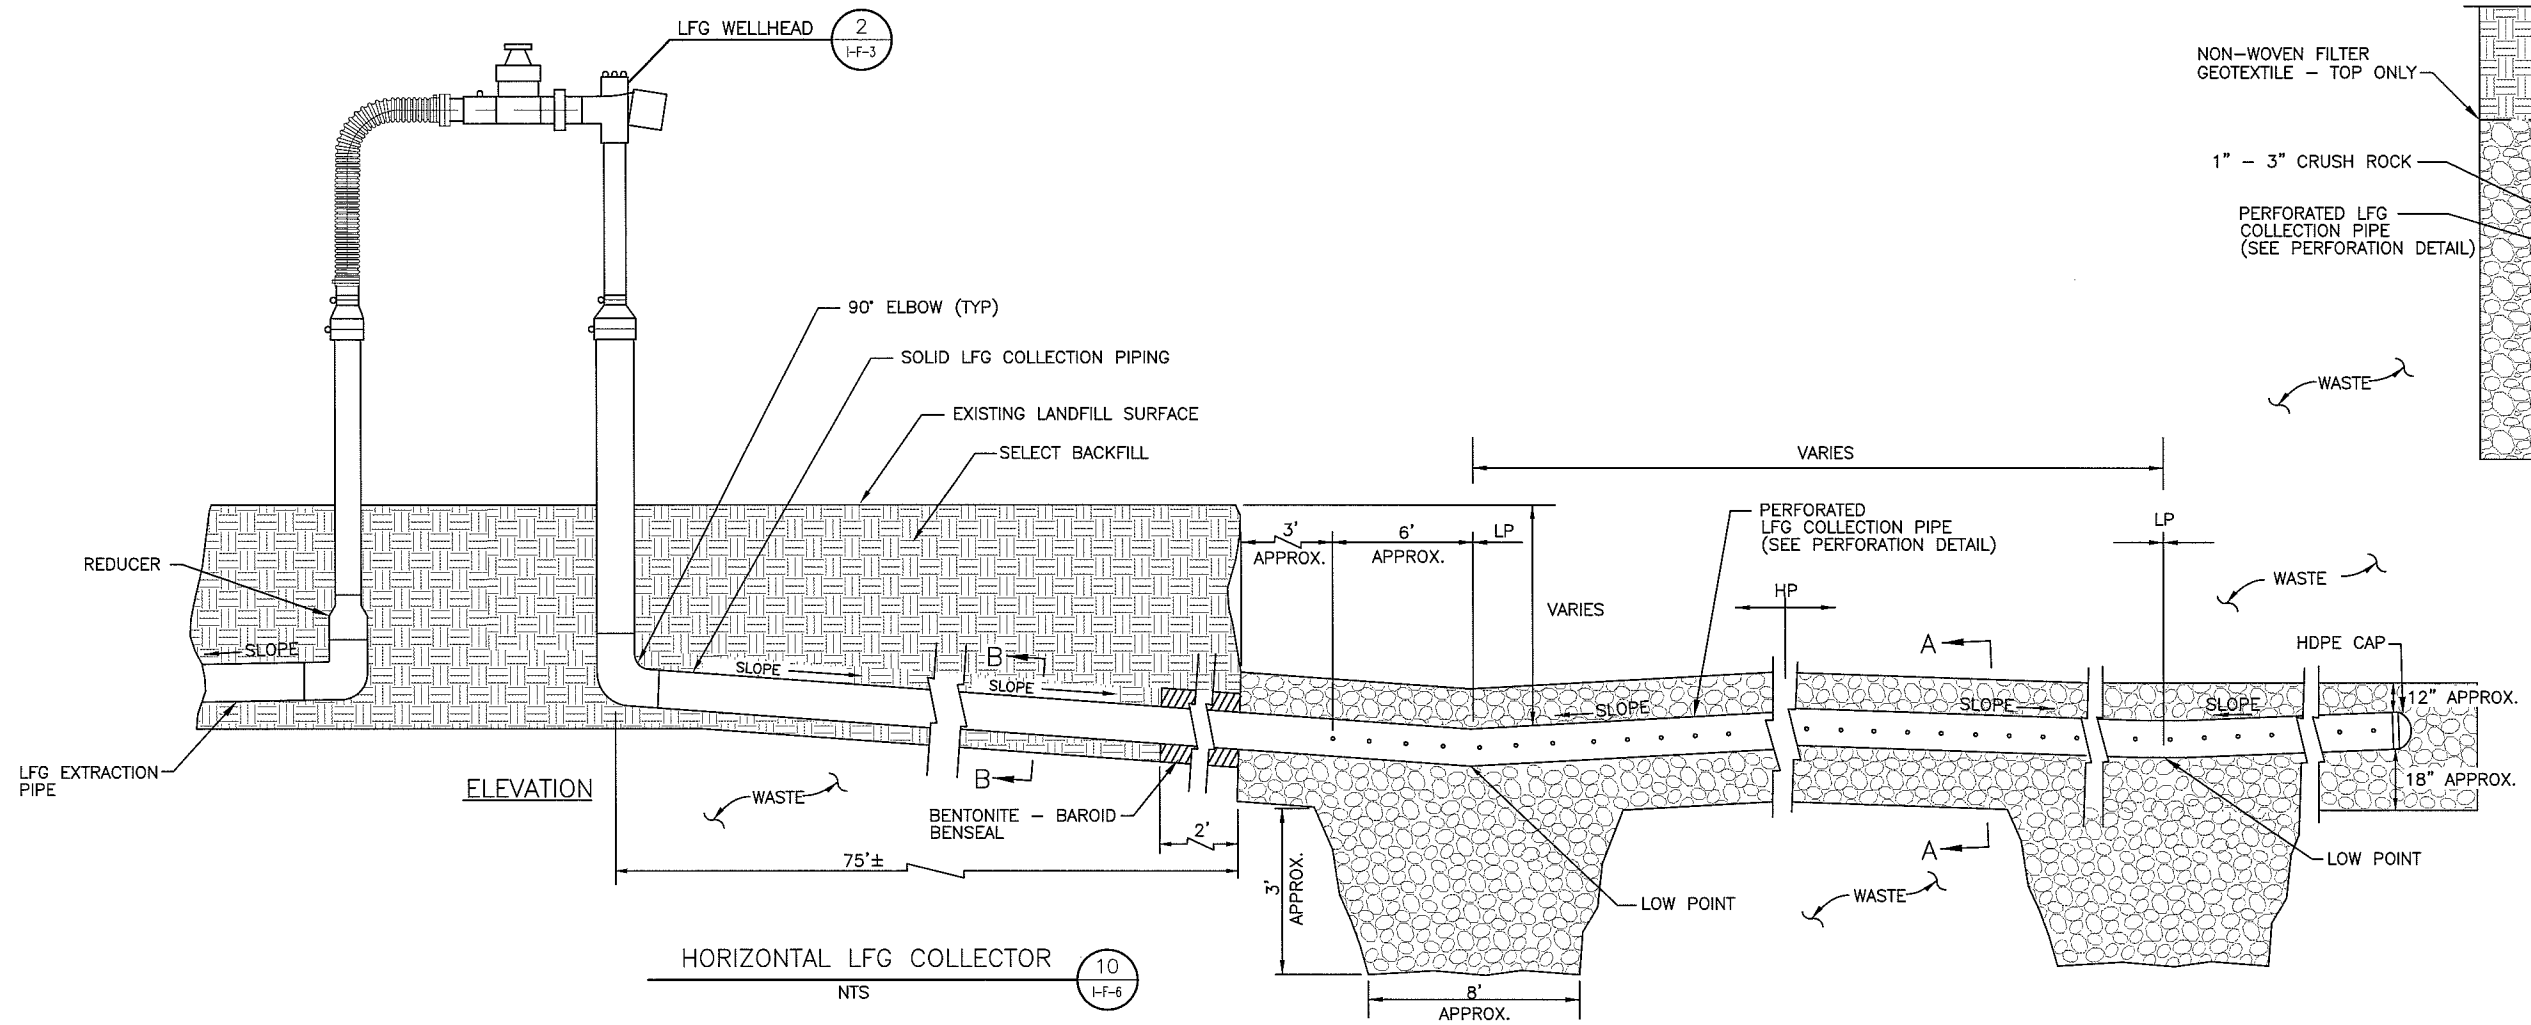 LFG WELLHEAD
2
I-F-3
NON-WOVEN FILTER
GEOTEXTILE - TOP ONLY
1" - 3" CRUSH ROCK
PERFORATED LFG
COLLECTION PIPE
(SEE PERFORATION DETAIL)
90° ELBOW (TYP)
SOLID LFG COLLECTION PIPING
EXISTING LANDFILL SURFACE
SELECT BACKFILL
WASTE
VARIES
PERFORATED
LFG COLLECTION PIPE
(SEE PERFORATION DETAIL)
3'
APPROX.
6'
APPROX.
LP
LP
REDUCER
WASTE
VARIES
HP
SLOPE
B
SLOPE
SLOPE
A
HDPE CAP
12" APPROX.
SLOPE
SLOPE
SLOPE
LFG EXTRACTION
PIPE
ELEVATION
WASTE
B
BENTONITE - BAROID
BENSEAL
2'
18" APPROX.
75'±
3'
APPROX.
A
LOW POINT
WASTE
LOW POINT
HORIZONTAL LFG COLLECTOR
NTS
10
I-F-6
8'
APPROX.